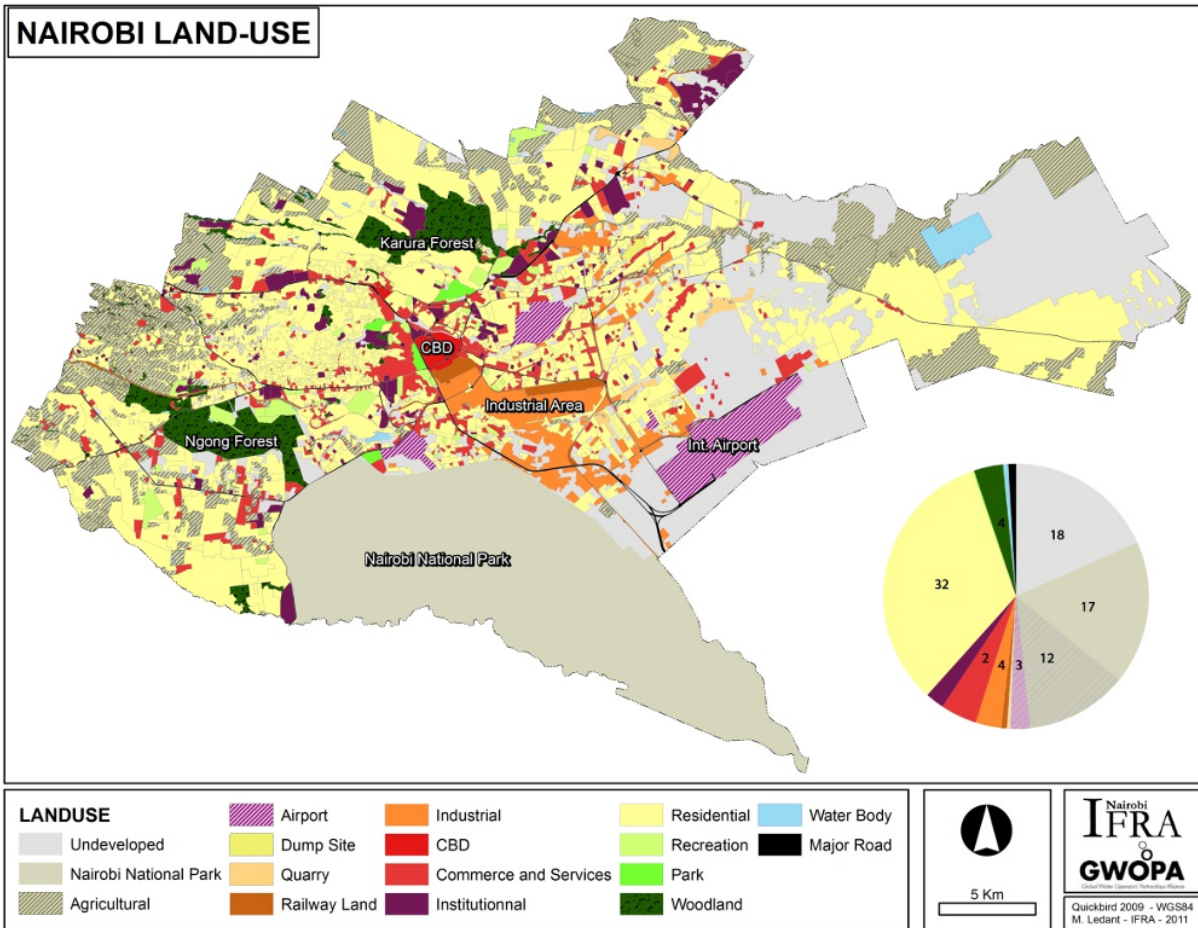 NAIROBI LAND-USE
Karura Forest
CBD
Industrial Area
Ngong Forest
Int. Airport
Nairobi National Park
4
18
32
17
2
4
3
12
LANDUSE
Undeveloped
Nairobi National Park
Agricultural
Airport
Dump Site
Quarry
Railway Land
Industrial
CBD
Commerce and Services
Institutionnal
Residential
Recreation
Park
Woodland
Water Body
Major Road
5 Km
Nairobi
IFRA
GWOPA
Global Water Operators' Partnerships Alliance
Quickbird 2009 - WGS84
M. Ledant - IFRA - 2011